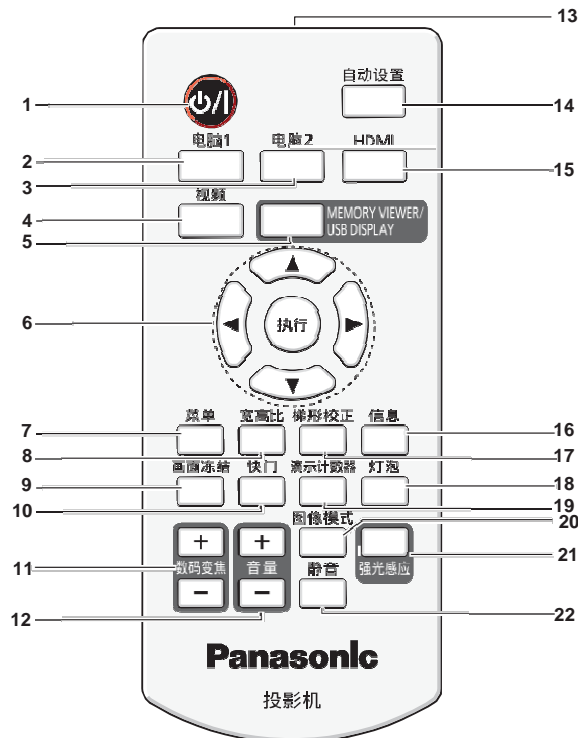 13
自动设置
1
⏻/I
14
电脑1
电脑2
HDMI
2
3
15
视频
4
MEMORY VIEWER/
USB DISPLAY
5
6
执行
菜单
宽高比
梯形校正
信息
7
16
8
17
画面冻结
快门
演示计数器
灯泡
9
18
10
19
图像模式
20
+
+
11
数码变焦
音量
静音
强光感应
21
-
-
12
22
Panasonic
投影机